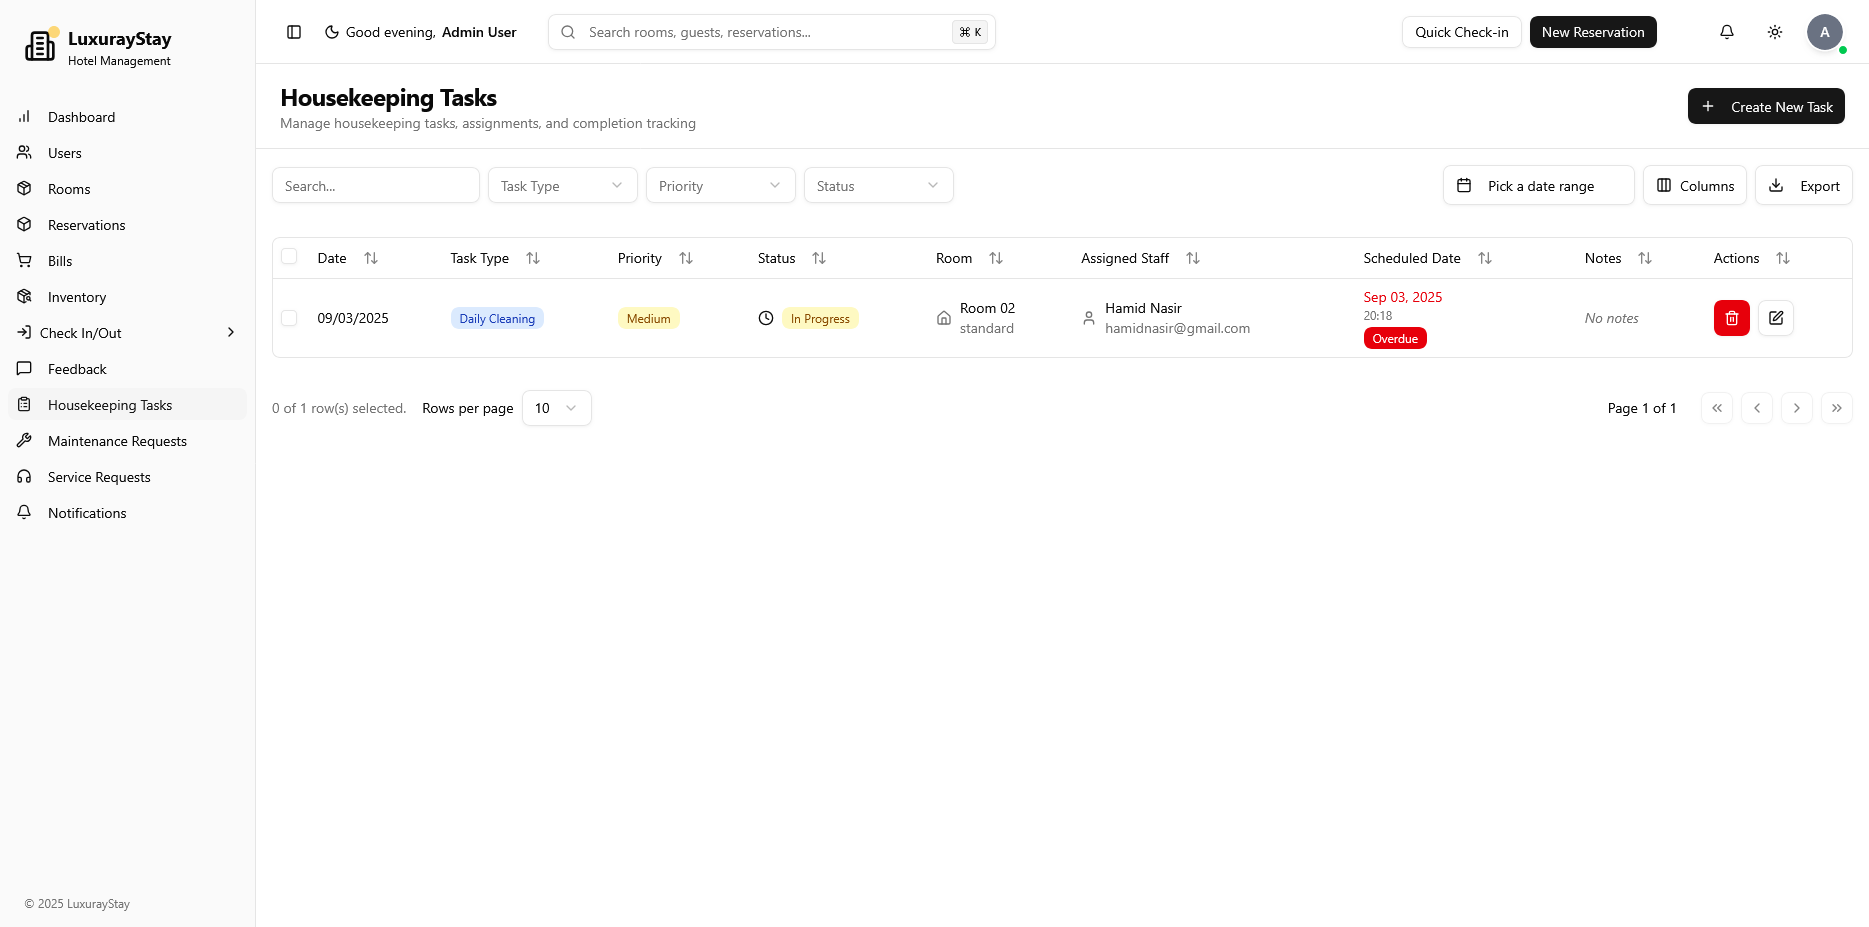 LuxurayStay
Hotel Management
Dashboard
Users
Rooms
Reservations
Bills
Inventory
Check In/Out
Feedback
Housekeeping Tasks
Maintenance Requests
Service Requests
Notifications
© 2025 LuxurayStay
Good evening, Admin User
Search rooms, guests, reservations...
⌘ K
Quick Check-in
New Reservation
A
Housekeeping Tasks
Manage housekeeping tasks, assignments, and completion tracking
Create New Task
Search...
Task Type
Priority
Status
Pick a date range
Columns
Export
Date Task Type Priority Status Room Assigned Staff Scheduled Date Notes Actions
09/03/2025
Daily Cleaning
Medium
In Progress
Room 02
standard
Hamid Nasir
hamidnasir@gmail.com
Sep 03, 2025
20:18
Overdue
No notes
0 of 1 row(s) selected.
Rows per page
10
Page 1 of 1